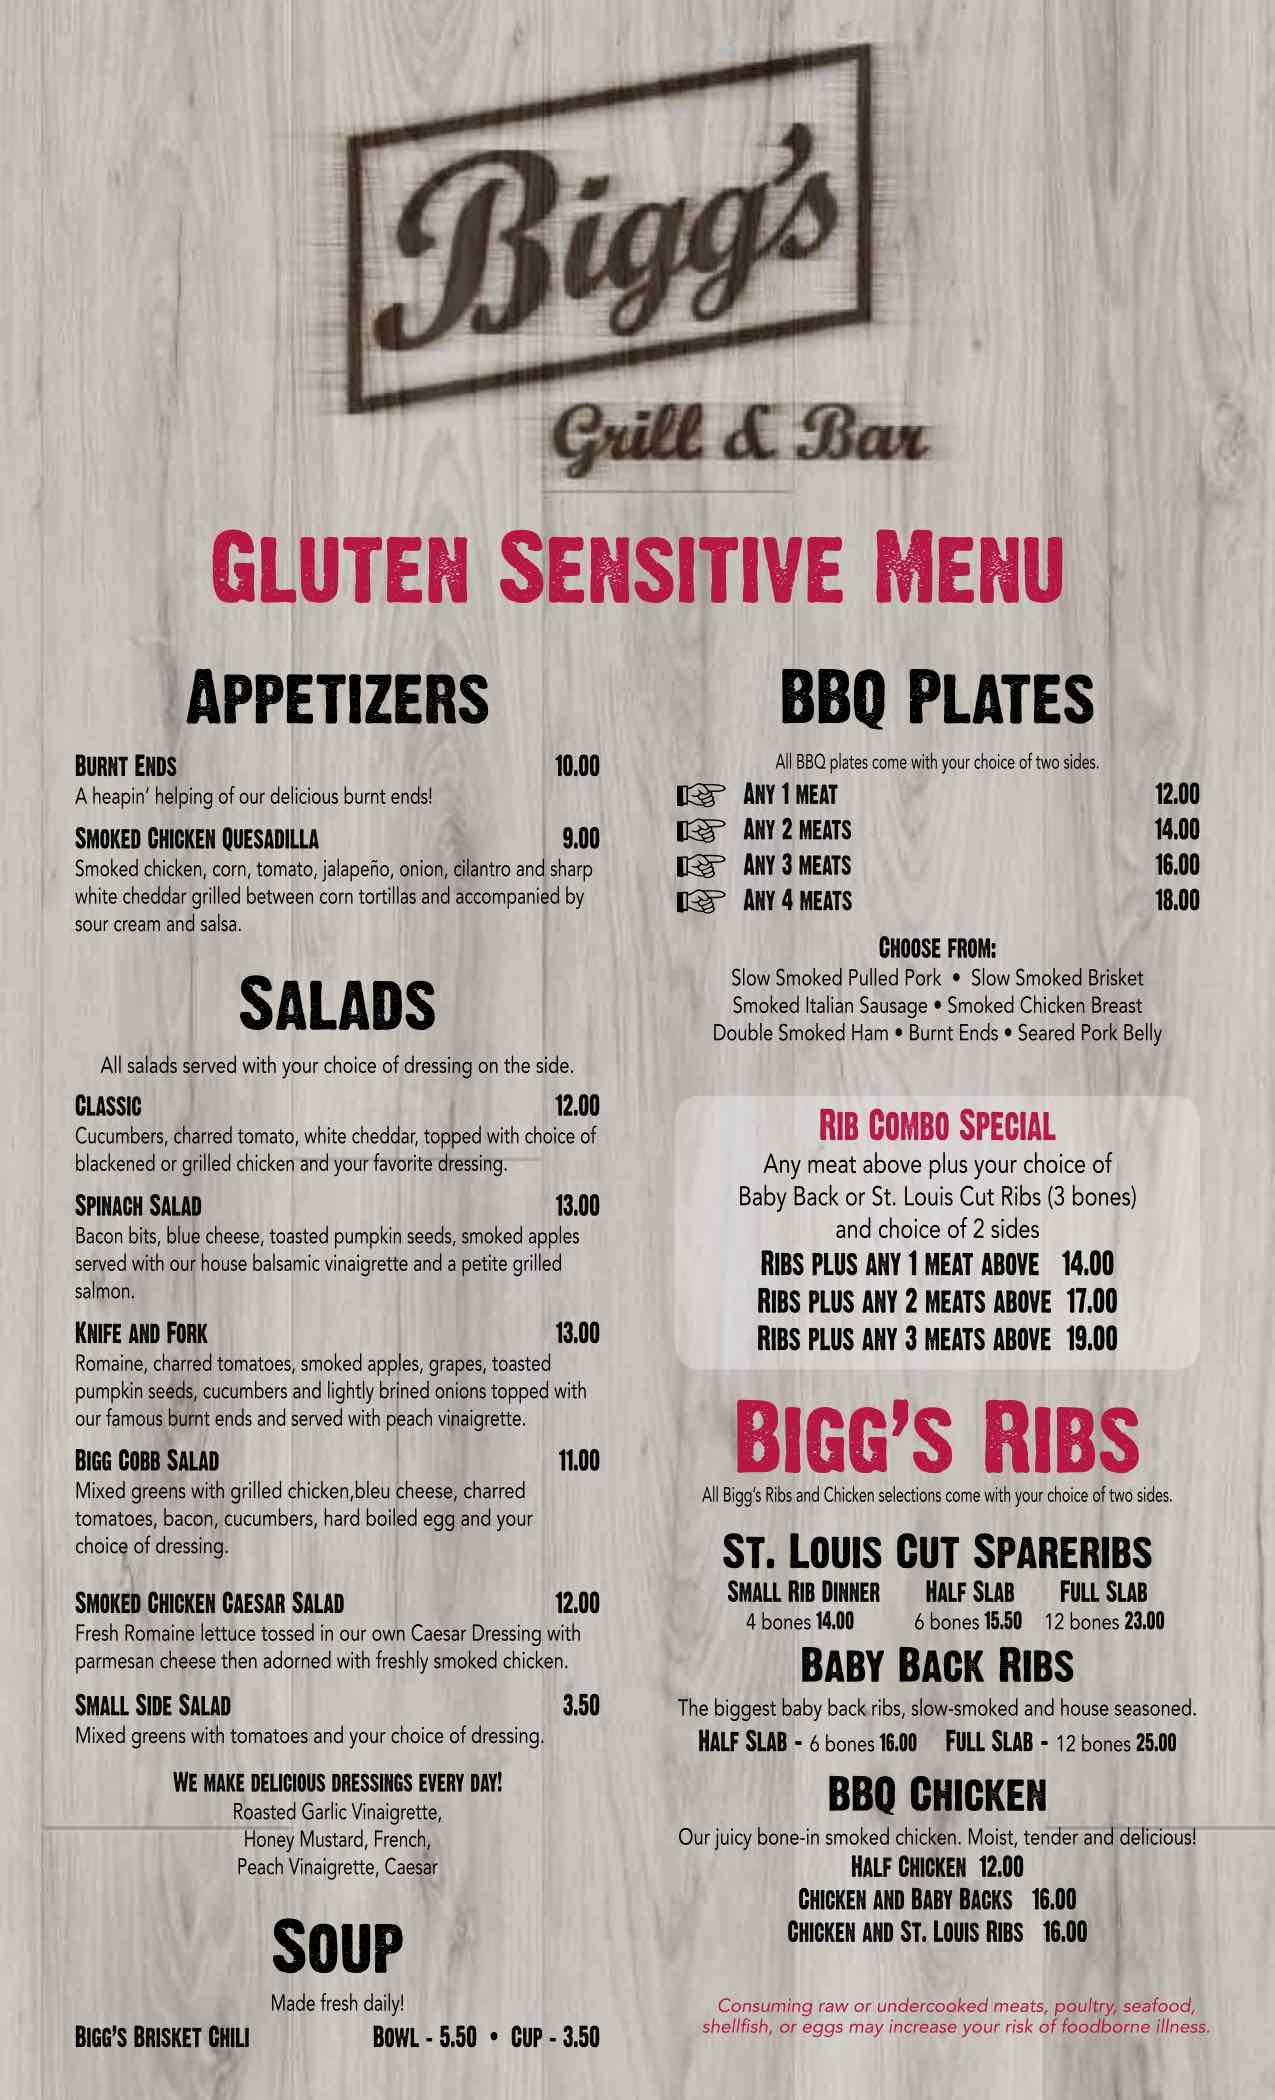 Bigg's
Grill & Bar
Gluten Sensitive Menu
Appetizers
Burnt Ends 10.00
A heapin' helping of our delicious burnt ends!
Smoked Chicken Quesadilla 9.00
Smoked chicken, corn, tomato, jalapeño, onion, cilantro and sharp
white cheddar grilled between corn tortillas and accompanied by
sour cream and salsa.
Salads
All salads served with your choice of dressing on the side.
Classic 12.00
Cucumbers, charred tomato, white cheddar, topped with choice of
blackened or grilled chicken and your favorite dressing.
Spinach Salad 13.00
Bacon bits, blue cheese, toasted pumpkin seeds, smoked apples
served with our house balsamic vinaigrette and a petite grilled
salmon.
Knife and Fork 13.00
Romaine, charred tomatoes, smoked apples, grapes, toasted
pumpkin seeds, cucumbers and lightly brined onions topped with
our famous burnt ends and served with peach vinaigrette.
Bigg Cobb Salad 11.00
Mixed greens with grilled chicken,bleu cheese, charred
tomatoes, bacon, cucumbers, hard boiled egg and your
choice of dressing.
Smoked Chicken Caesar Salad 12.00
Fresh Romaine lettuce tossed in our own Caesar Dressing with
parmesan cheese then adorned with freshly smoked chicken.
Small Side Salad 3.50
Mixed greens with tomatoes and your choice of dressing.
We make delicious dressings every day!
Roasted Garlic Vinaigrette,
Honey Mustard, French,
Peach Vinaigrette, Caesar
Soup
Made fresh daily!
Bigg's Brisket Chili Bowl - 5.50 • Cup - 3.50
BBQ Plates
All BBQ plates come with your choice of two sides.
Any 1 meat 12.00
Any 2 meats 14.00
Any 3 meats 16.00
Any 4 meats 18.00
Choose from:
Slow Smoked Pulled Pork • Slow Smoked Brisket
Smoked Italian Sausage • Smoked Chicken Breast
Double Smoked Ham • Burnt Ends • Seared Pork Belly
Rib Combo Special
Any meat above plus your choice of
Baby Back or St. Louis Cut Ribs (3 bones)
and choice of 2 sides
Ribs plus any 1 meat above 14.00
Ribs plus any 2 meats above 17.00
Ribs plus any 3 meats above 19.00
Bigg's Ribs
All Bigg's Ribs and Chicken selections come with your choice of two sides.
St. Louis Cut Spareribs
Small Rib Dinner Half Slab Full Slab
4 bones 14.00 6 bones 15.50 12 bones 23.00
Baby Back Ribs
The biggest baby back ribs, slow-smoked and house seasoned.
Half Slab - 6 bones 16.00 Full Slab - 12 bones 25.00
BBQ Chicken
Our juicy bone-in smoked chicken. Moist, tender and delicious!
Half Chicken 12.00
Chicken and Baby Backs 16.00
Chicken and St. Louis Ribs 16.00
Consuming raw or undercooked meats, poultry, seafood,
shellfish, or eggs may increase your risk of foodborne illness.